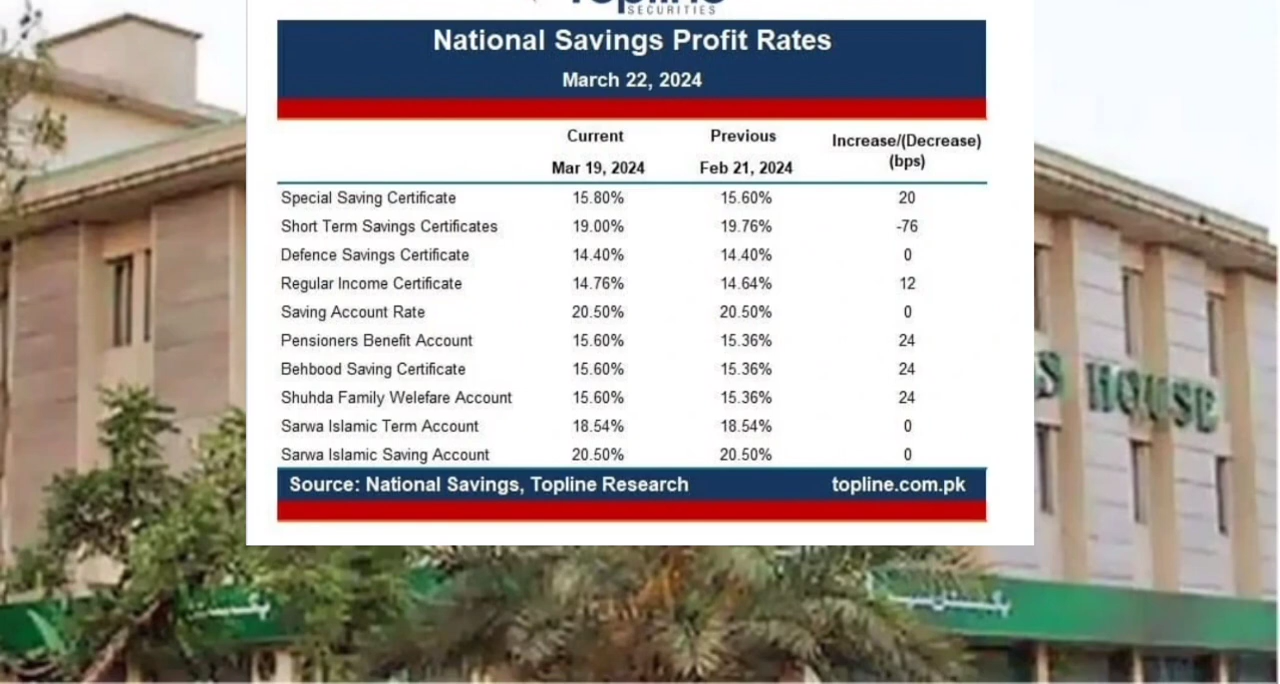 Topline
SECURITIES
National Savings Profit Rates
March 22, 2024
Current Previous Increase/(Decrease)
Mar 19, 2024 Feb 21, 2024 (bps)
Special Saving Certificate 15.80% 15.60% 20
Short Term Savings Certificates 19.00% 19.76% -76
Defence Savings Certificate 14.40% 14.40% 0
Regular Income Certificate 14.76% 14.64% 12
Saving Account Rate 20.50% 20.50% 0
Pensioners Benefit Account 15.60% 15.36% 24
Behbood Saving Certificate 15.60% 15.36% 24
Shuhda Family Welefare Account 15.60% 15.36% 24
Sarwa Islamic Term Account 18.54% 18.54% 0
Sarwa Islamic Saving Account 20.50% 20.50% 0
Source: National Savings, Topline Research topline.com.pk
S HOUSE